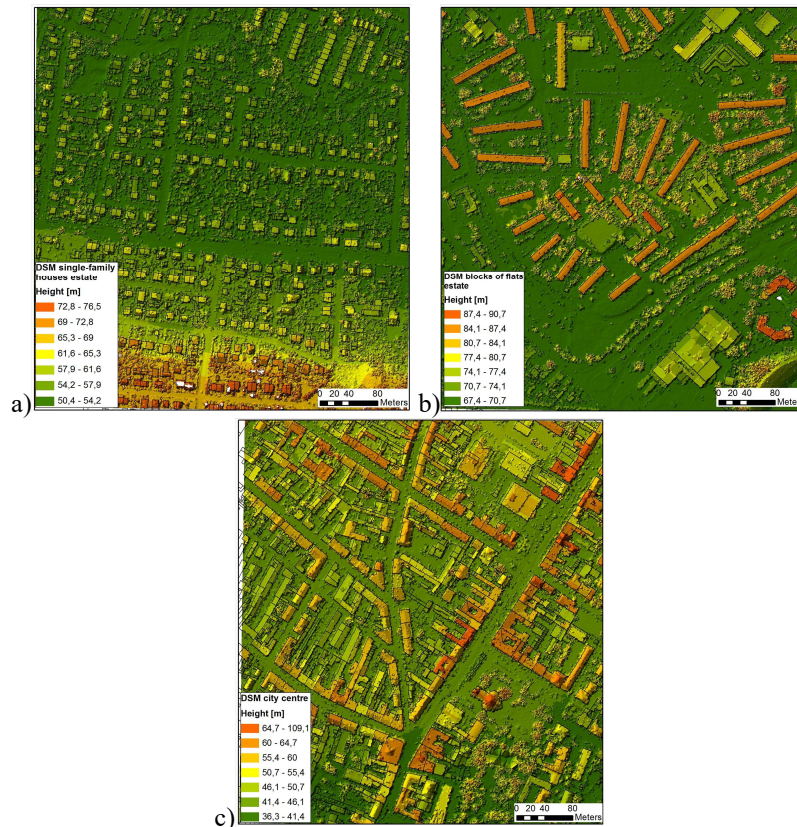 DSM single-family
houses estate
Height [m]
72,8 - 76,5
69 - 72,8
65,3 - 69
61,6 - 65,3
57,9 - 61,6
54,2 - 57,9
50,4 - 54,2
0 20 40 80
Meters
a)
DSM blocks of flats
estate
Height [m]
87,4 - 90,7
84,1 - 87,4
80,7 - 84,1
77,4 - 80,7
74,1 - 77,4
70,7 - 74,1
67,4 - 70,7
0 20 40 80
Meters
b)
DSM city centre
Height [m]
64,7 - 109,1
60 - 64,7
55,4 - 60
50,7 - 55,4
46,1 - 50,7
41,4 - 46,1
36,3 - 41,4
0 20 40 80
Meters
c)